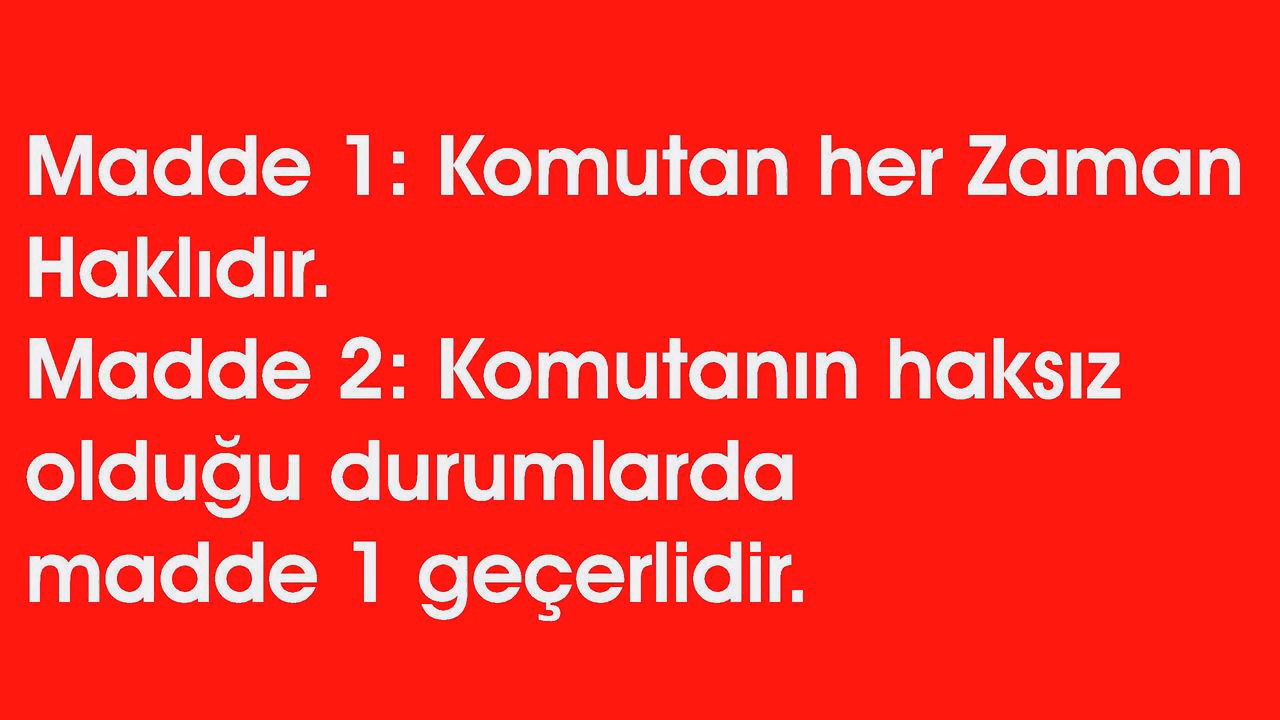 Madde 1: Komutan her Zaman
Haklıdır.
Madde 2: Komutanın haksız
olduğu durumlarda
madde 1 geçerlidir.